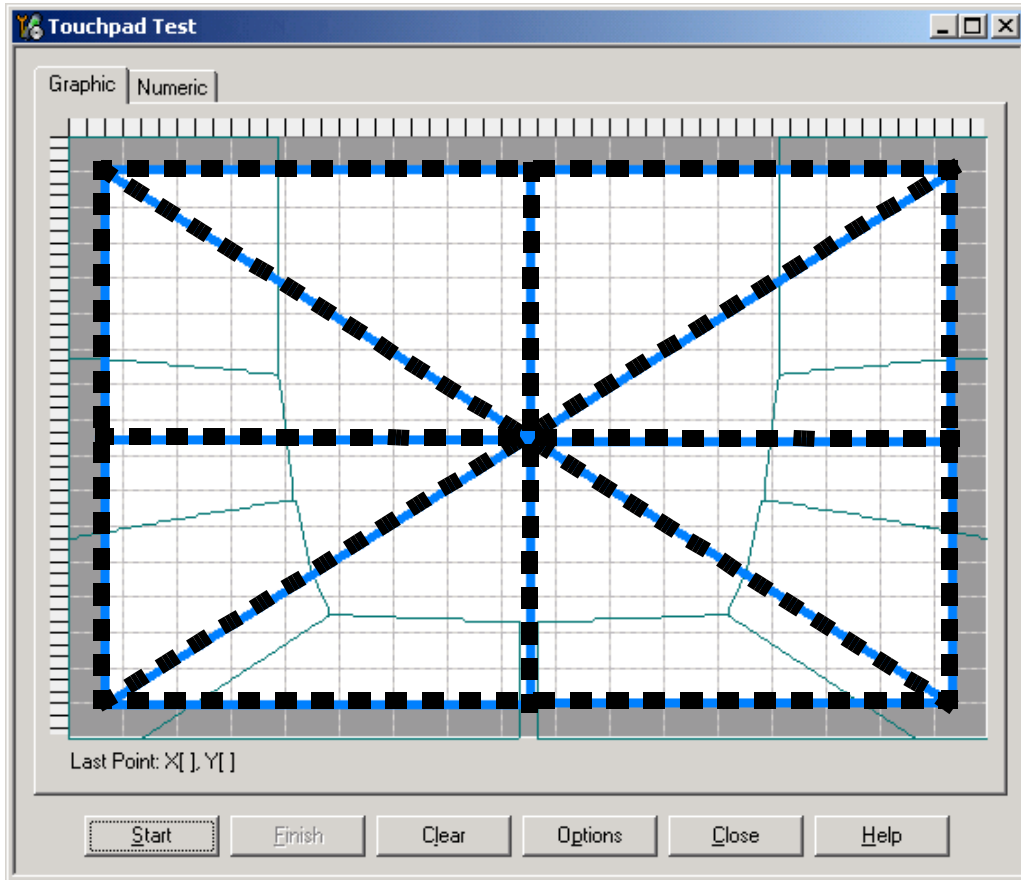 Touchpad Test
Graphic Numeric
Last Point: X[ ], Y[ ]
Start Finish Clear Options Close Help